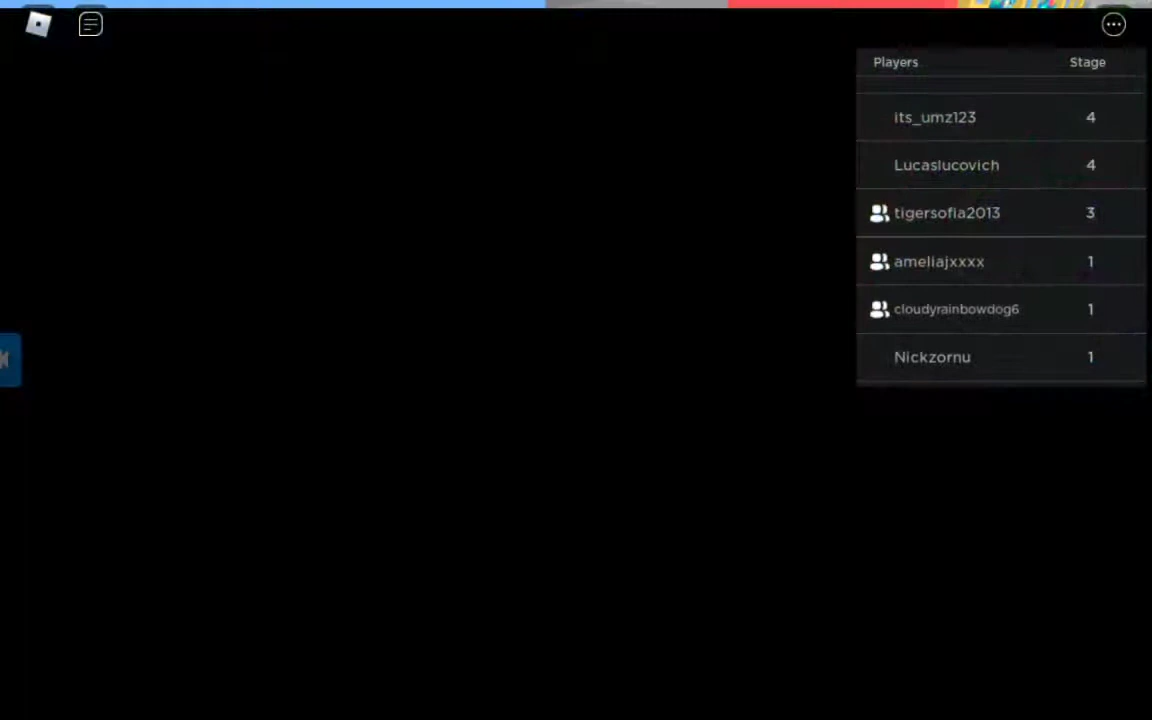 Players Stage
its_umz123 4
Lucaslucovich 4
tigersofia2013 3
ameliajxxxx 1
cloudyrainbowdog6 1
Nickzornu 1